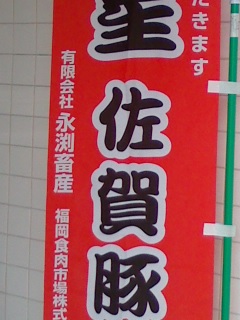 だきます
佐賀豚
有限会社 永渕畜産
福岡食肉市場株式